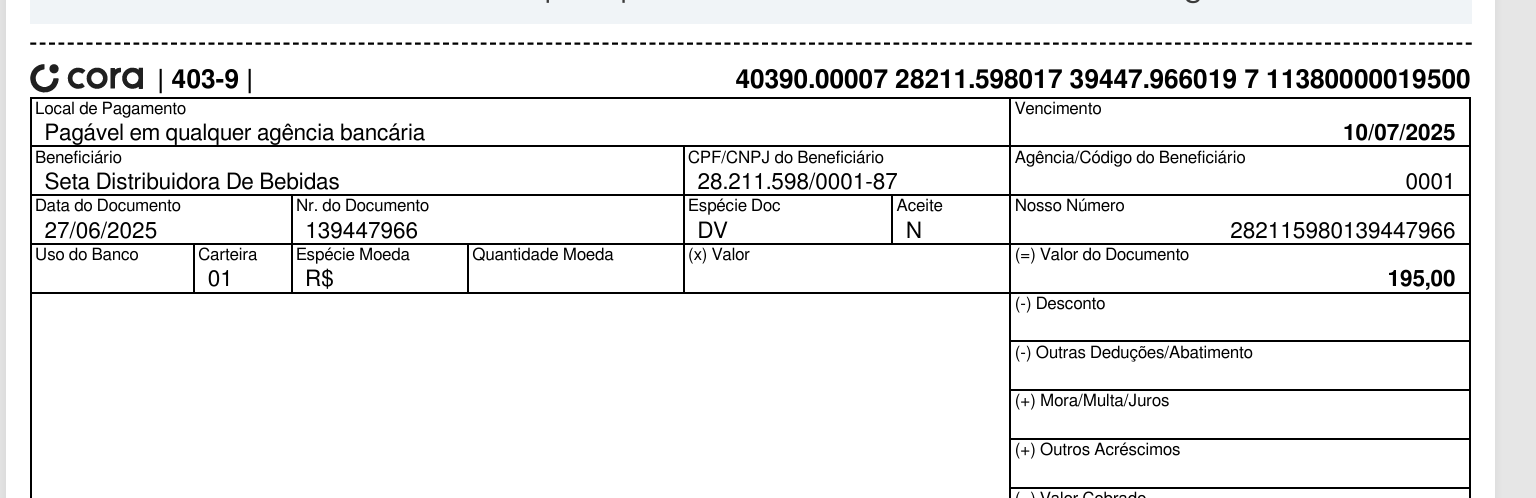 cora | 403-9 | 40390.00007 28211.598017 39447.966019 7 11380000019500
Local de Pagamento Vencimento
Pagável em qualquer agência bancária 10/07/2025
Beneficiário CPF/CNPJ do Beneficiário Agência/Código do Beneficiário
Seta Distribuidora De Bebidas 28.211.598/0001-87 0001
Data do Documento Nr. do Documento Espécie Doc Aceite Nosso Número
27/06/2025 139447966 DV N 282115980139447966
Uso do Banco Carteira Espécie Moeda Quantidade Moeda (x) Valor (=) Valor do Documento
01 R$ 195,00
(-) Desconto
(-) Outras Deduções/Abatimento
(+) Mora/Multa/Juros
(+) Outros Acréscimos